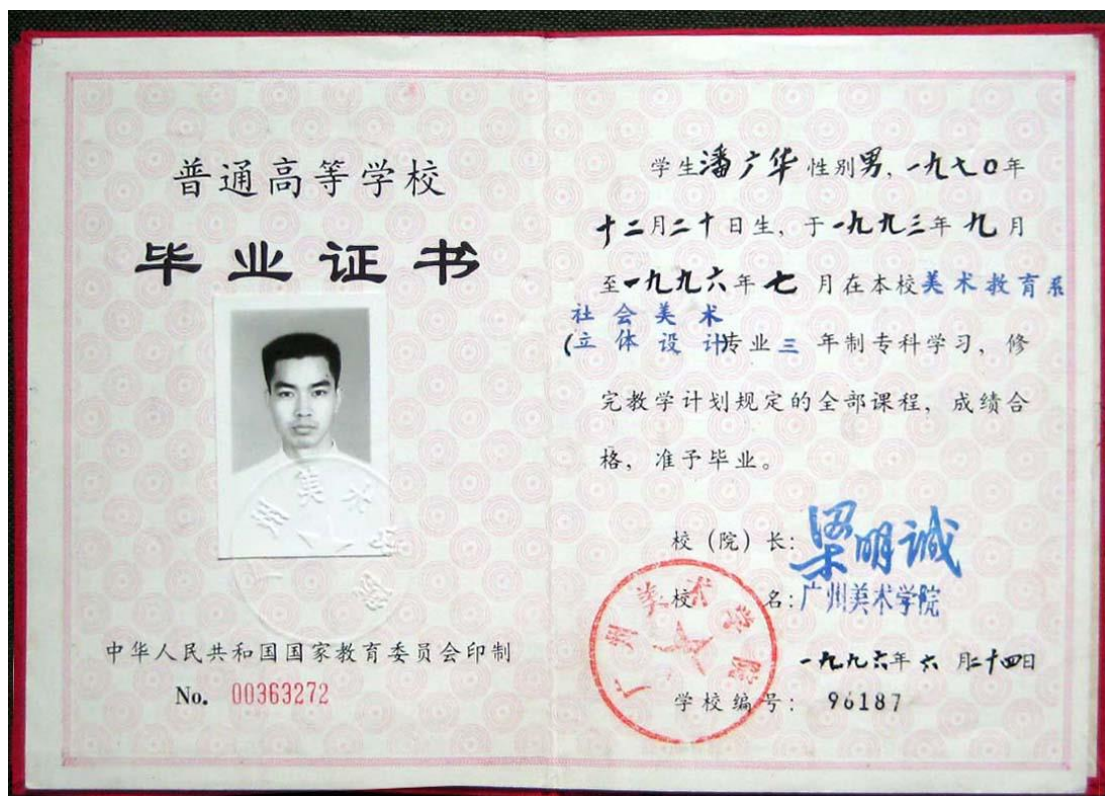 普通高等学校
毕业证书
中华人民共和国国家教育委员会印制
No. 00363272
学生潘广华性别男，一九七〇年
十二月二十日生，于一九九三年九月
至一九九六年七月在本校美术教育系
社会美术
(立体设计专业三年制专科学习，修
完教学计划规定的全部课程，成绩合
格，准予毕业。
校（院）长：梁明诚
校名：广州美术学院
广州美术学院
一九九六年六月二十四日
学校编号：96187